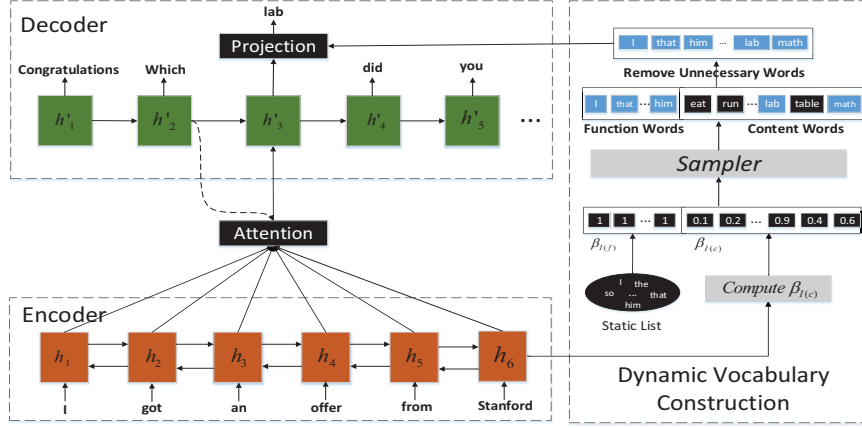 Decoder
lab
Projection
Congratulations
Which
did
you
h'1
h'2
h'3
h'4
h'5
...
Attention
Encoder
h1
h2
h3
h4
h5
h6
I
got
an
offer
from
Stanford
I that him ... lab math
Remove Unnecessary Words
I that ... him eat run ... lab table math
Function Words
Content Words
Sampler
1 1 ... 1 0.1 0.2 ... 0.9 0.4 0.6
βI(f)
βI(c)
I the
so ... that
him
Static List
Compute βI(c)
Dynamic Vocabulary
Construction